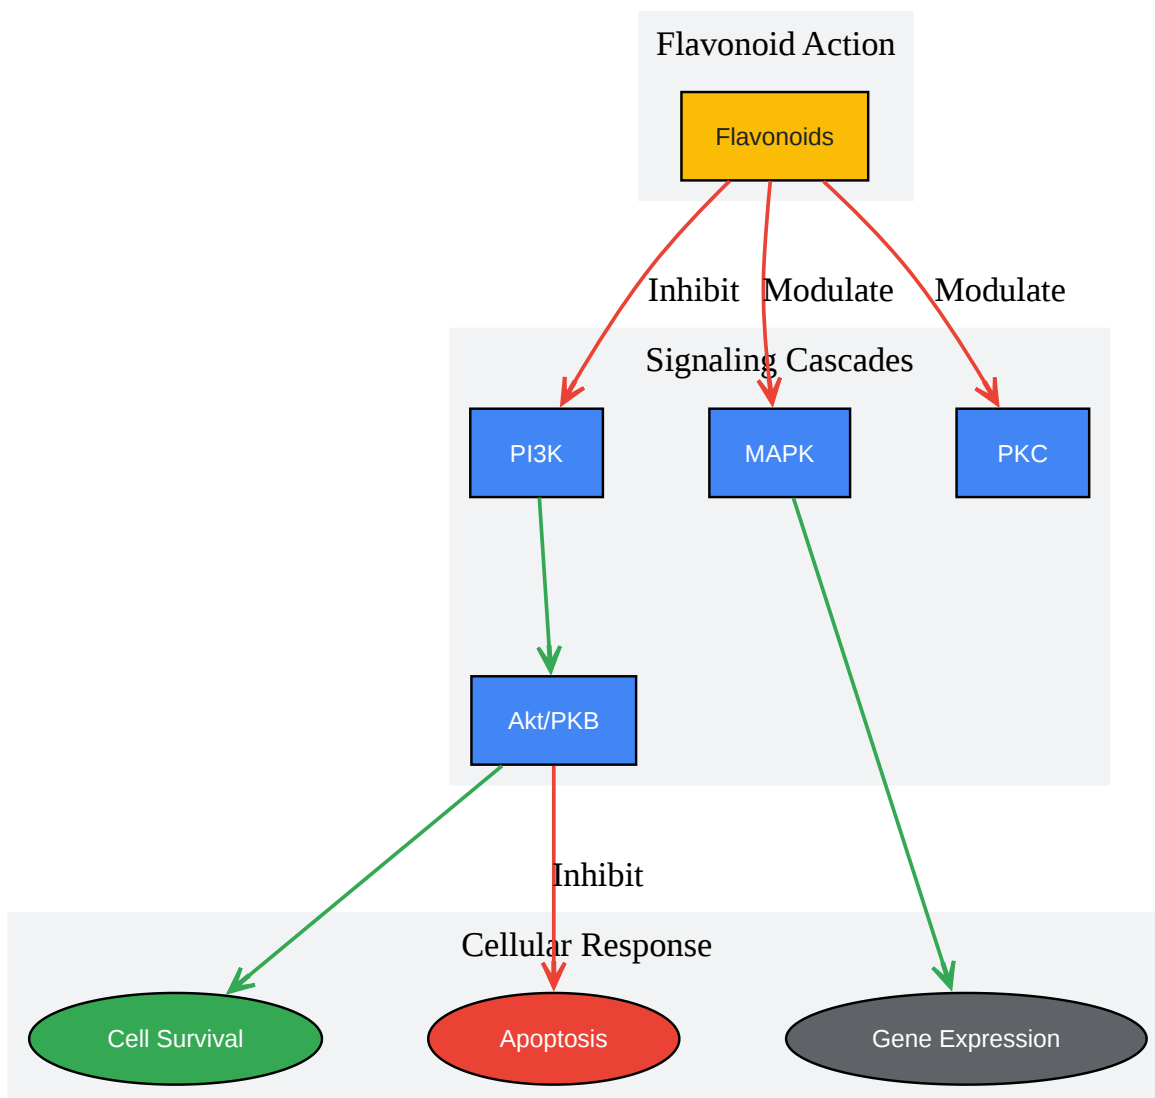 Flavonoid Action
Flavonoids
Inhibit
Modulate
Modulate
Signaling Cascades
PI3K
MAPK
PKC
Akt/PKB
Inhibit
Cellular Response
Cell Survival
Apoptosis
Gene Expression